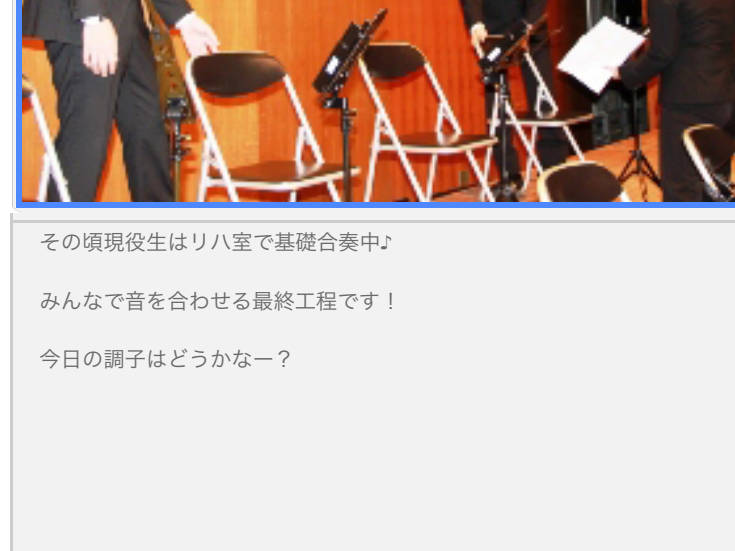 その頃現役生はリハ室で基礎合奏中♪
みんなで音を合わせる最終工程です！
今日の調子はどうかなー？